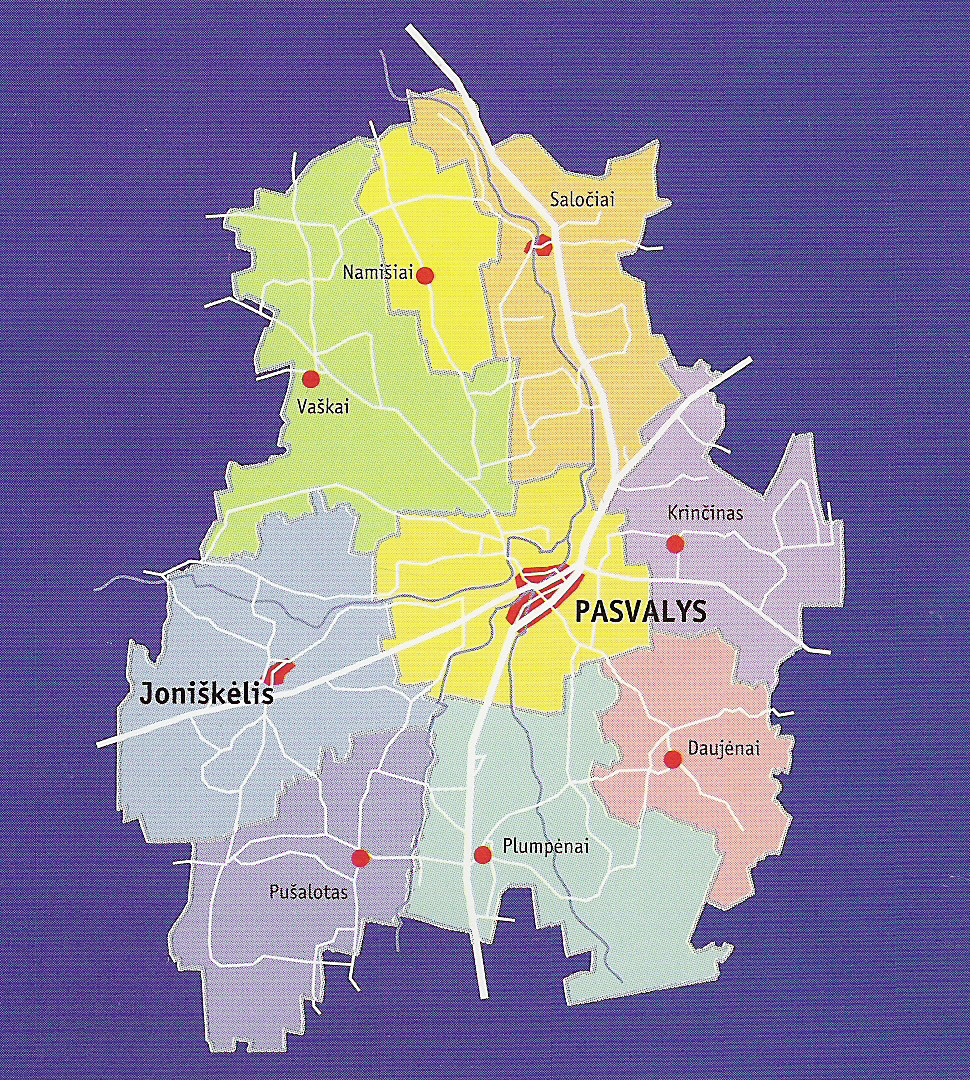 Saločiai
Namišiai
Vaškai
Krinčinas
PASVALYS
Joniškėlis
Daujėnai
Plumpėnai
Pušalotas